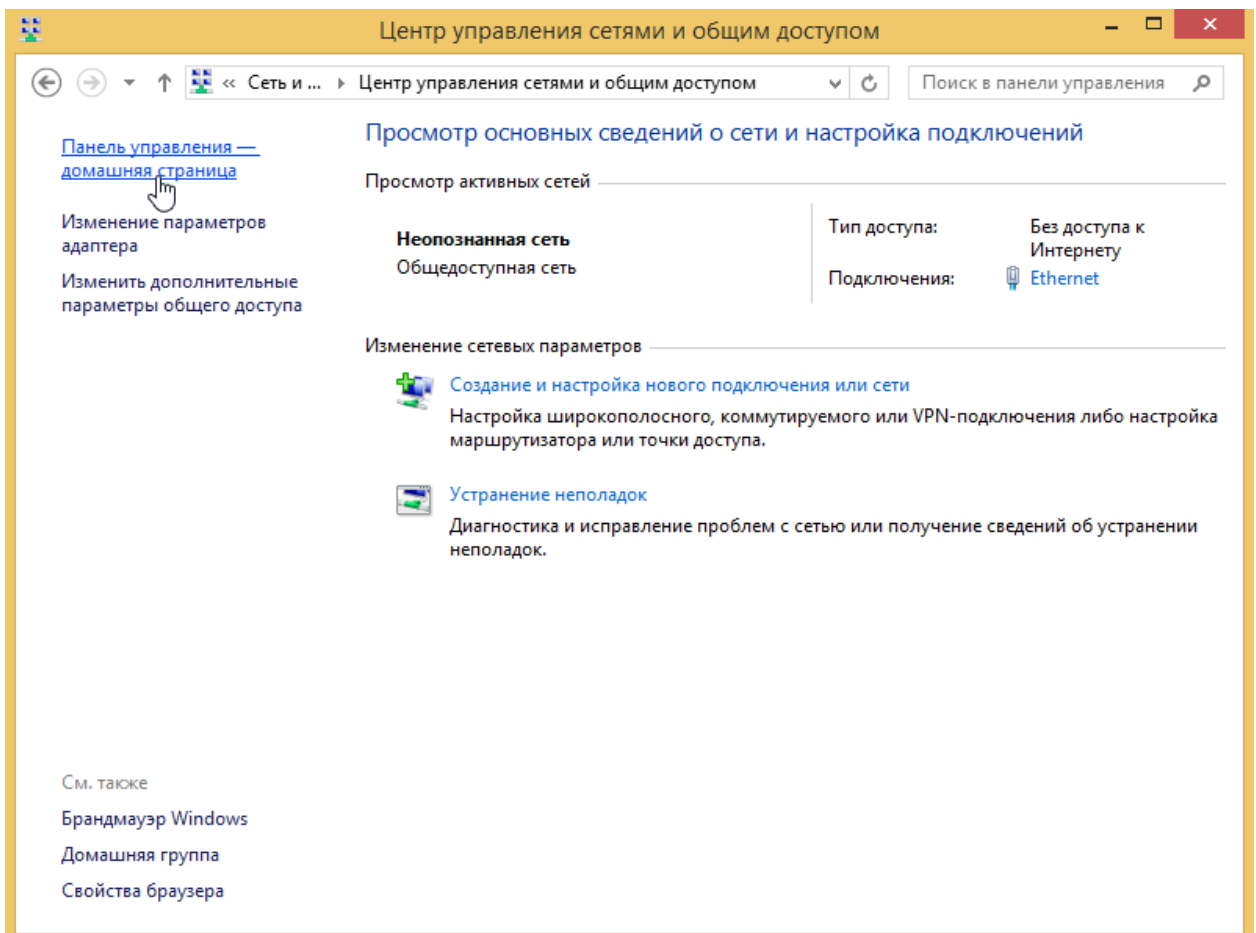 Центр управления сетями и общим доступом
« Сеть и ... Центр управления сетями и общим доступом
Поиск в панели управления
Панель управления —
домашняя страница
Изменение параметров
адаптера
Изменить дополнительные
параметры общего доступа
Просмотр основных сведений о сети и настройка подключений
Просмотр активных сетей
Неопознанная сеть
Общедоступная сеть
Тип доступа: Без доступа к
Интернету
Подключения: Ethernet
Изменение сетевых параметров
Создание и настройка нового подключения или сети
Настройка широкополосного, коммутируемого или VPN-подключения либо настройка
маршрутизатора или точки доступа.
Устранение неполадок
Диагностика и исправление проблем с сетью или получение сведений об устранении
неполадок.
См. также
Брандмауэр Windows
Домашняя группа
Свойства браузера